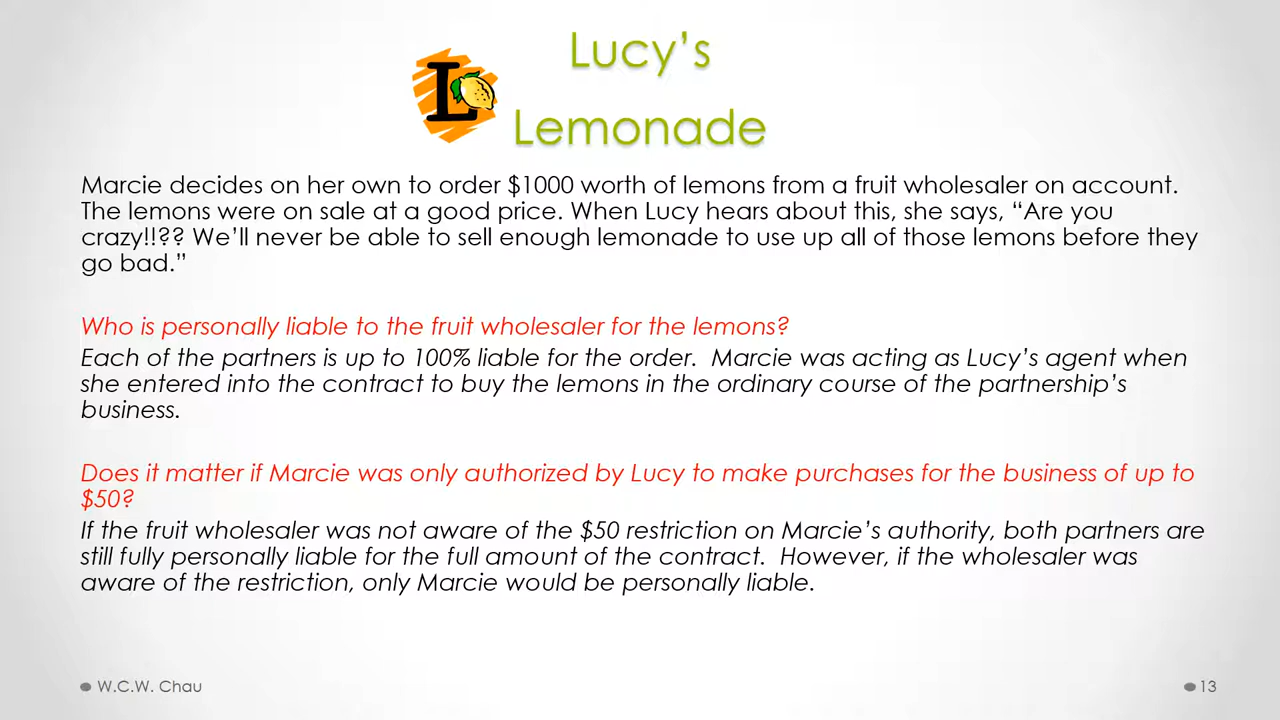 Lucy’s
L
Lemonade
Marcie decides on her own to order $1000 worth of lemons from a fruit wholesaler on account.
The lemons were on sale at a good price. When Lucy hears about this, she says, “Are you
crazy!!?? We’ll never be able to sell enough lemonade to use up all of those lemons before they
go bad.”
Who is personally liable to the fruit wholesaler for the lemons?
Each of the partners is up to 100% liable for the order. Marcie was acting as Lucy’s agent when
she entered into the contract to buy the lemons in the ordinary course of the partnership’s
business.
Does it matter if Marcie was only authorized by Lucy to make purchases for the business of up to
$50?
If the fruit wholesaler was not aware of the $50 restriction on Marcie’s authority, both partners are
still fully personally liable for the full amount of the contract. However, if the wholesaler was
aware of the restriction, only Marcie would be personally liable.
W.C.W. Chau
13